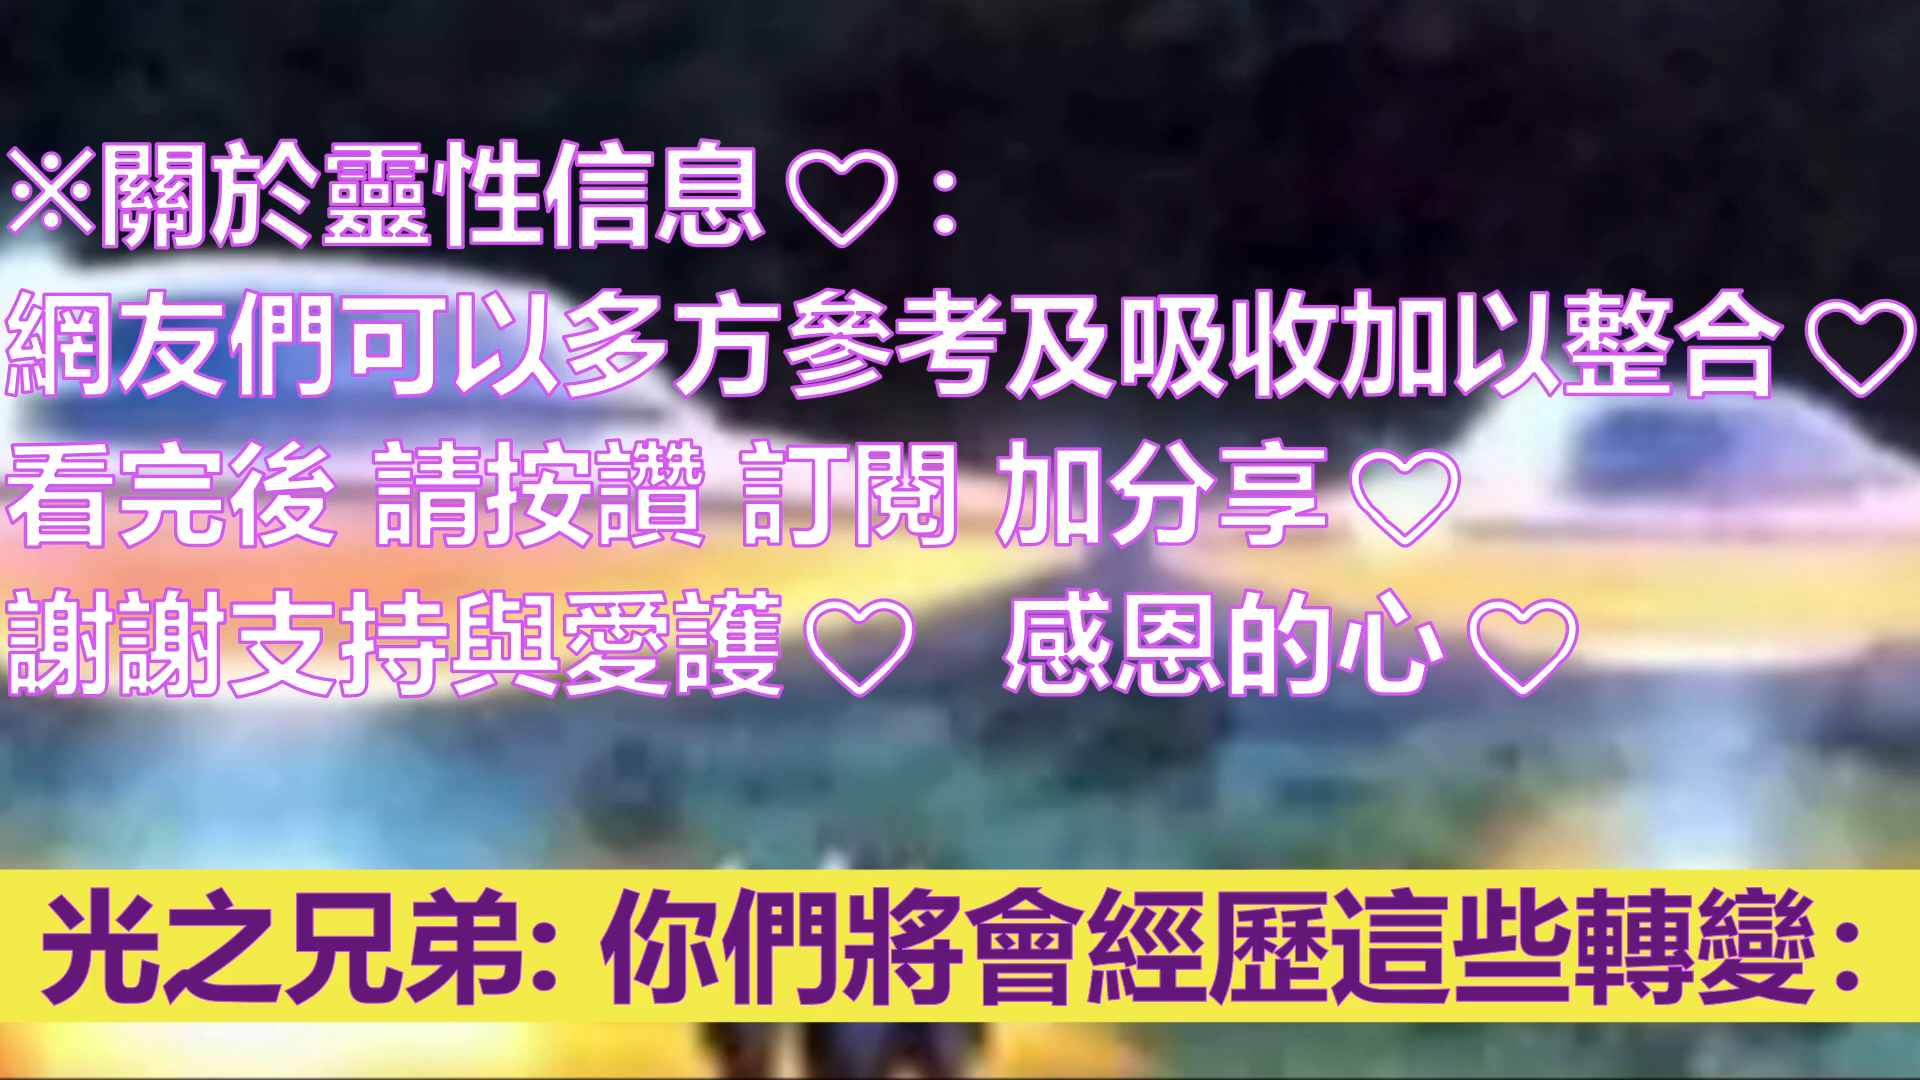 ※關於靈性信息♡:
網友們可以多方參考及吸收加以整合♡
看完後 請按讚 訂閱 加分享♡
謝謝支持與愛護♡ 感恩的心♡
光之兄弟: 你們將會經歷這些轉變: